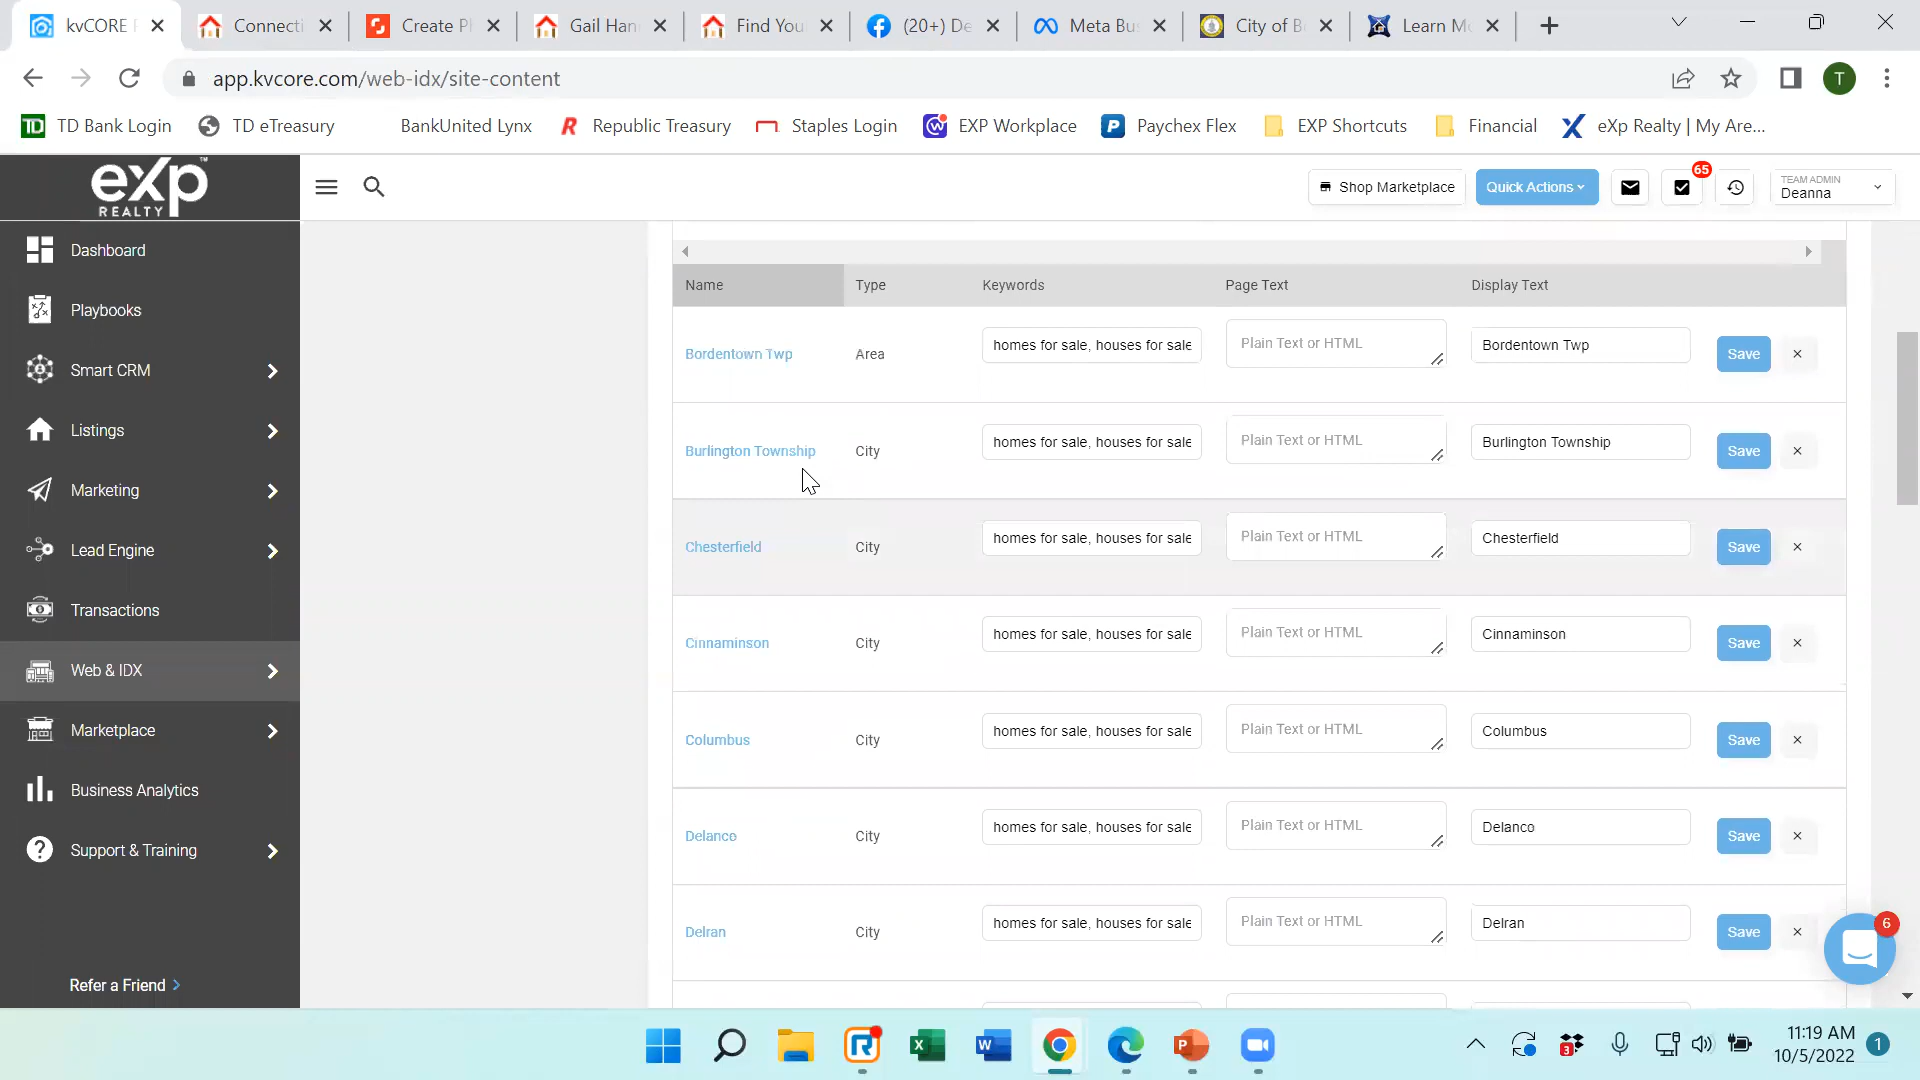 kvCORE
Connecti
Create Pl
Gail Han
Find You
(20+) De
Meta Bus
City of B
Learn Mo
app.kvcore.com/web-idx/site-content
T
TD
TD Bank Login
TD eTreasury
BankUnited Lynx
R
Republic Treasury
Staples Login
EXP Workplace
P
Paychex Flex
EXP Shortcuts
Financial
X
eXp Realty | My Are...
eXp™
REALTY
Shop Marketplace
Quick Actions
65
TEAM ADMIN
Deanna
Dashboard
Playbooks
Smart CRM
Listings
Marketing
Lead Engine
Transactions
Web & IDX
Marketplace
Business Analytics
Support & Training
Refer a Friend
Name Type Keywords Page Text Display Text
Bordentown Twp Area homes for sale, houses for sale Plain Text or HTML Bordentown Twp Save ×
Burlington Township City homes for sale, houses for sale Plain Text or HTML Burlington Township Save ×
Chesterfield City homes for sale, houses for sale Plain Text or HTML Chesterfield Save ×
Cinnaminson City homes for sale, houses for sale Plain Text or HTML Cinnaminson Save ×
Columbus City homes for sale, houses for sale Plain Text or HTML Columbus Save ×
Delanco City homes for sale, houses for sale Plain Text or HTML Delanco Save ×
Delran City homes for sale, houses for sale Plain Text or HTML Delran Save ×
6
R
X
W
P
3
11:19 AM
10/5/2022
1